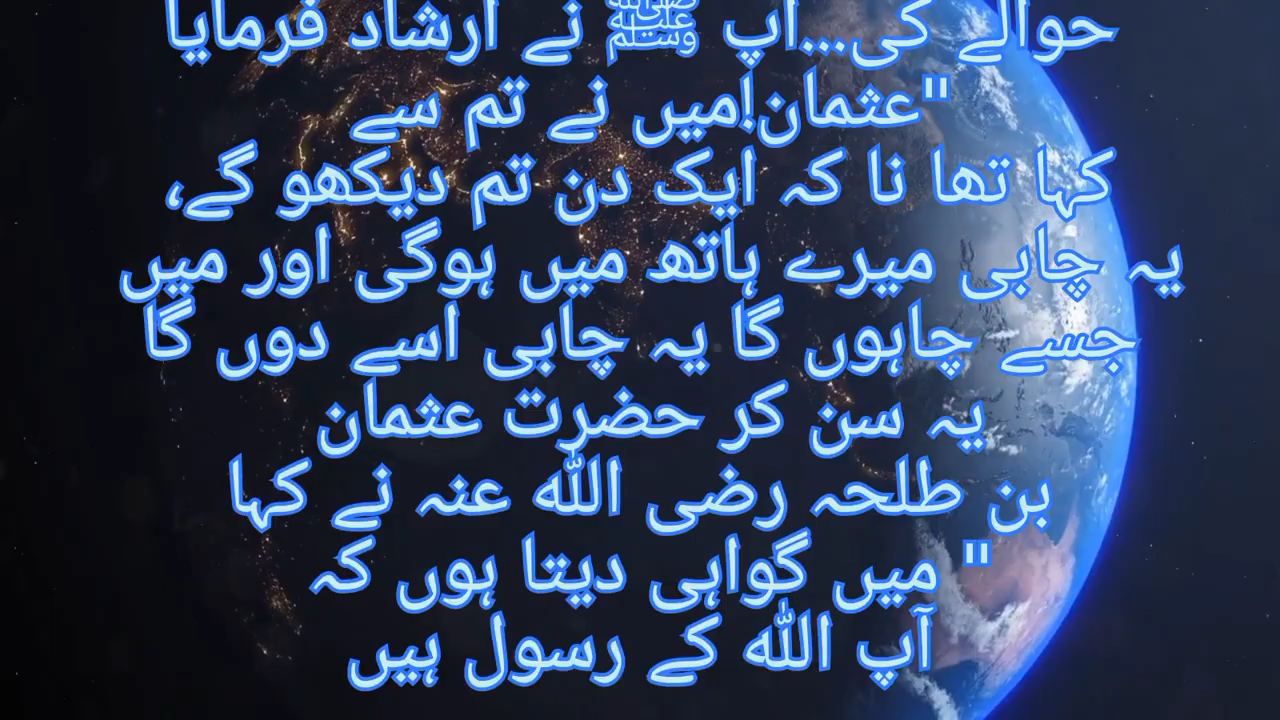 حوالے کی...آپ ﷺ نے ارشاد فرمایا
"عثمان!میں نے تم سے
کہا تھا نا کہ ایک دن تم دیکھو گے،
یہ چابی میرے ہاتھ میں ہوگی اور میں
جسے چاہوں گا یہ چابی اسے دوں گا
یہ سن کر حضرت عثمان
بن طلحہ رضی اللہ عنہ نے کہا
" میں گواہی دیتا ہوں کہ
آپ اللہ کے رسول ہیں